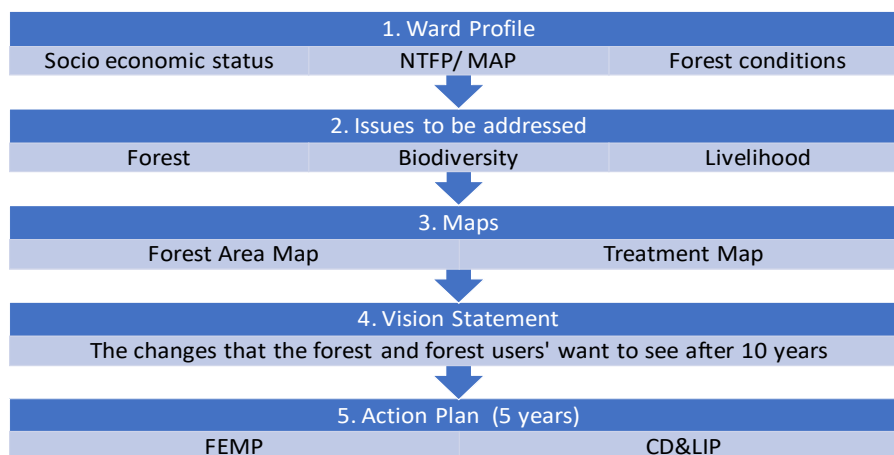 1. Ward Profile
Socio economic status NTFP/ MAP Forest conditions
2. Issues to be addressed
Forest Biodiversity Livelihood
3. Maps
Forest Area Map Treatment Map
4. Vision Statement
The changes that the forest and forest users' want to see after 10 years
5. Action Plan (5 years)
FEMP CD&LIP